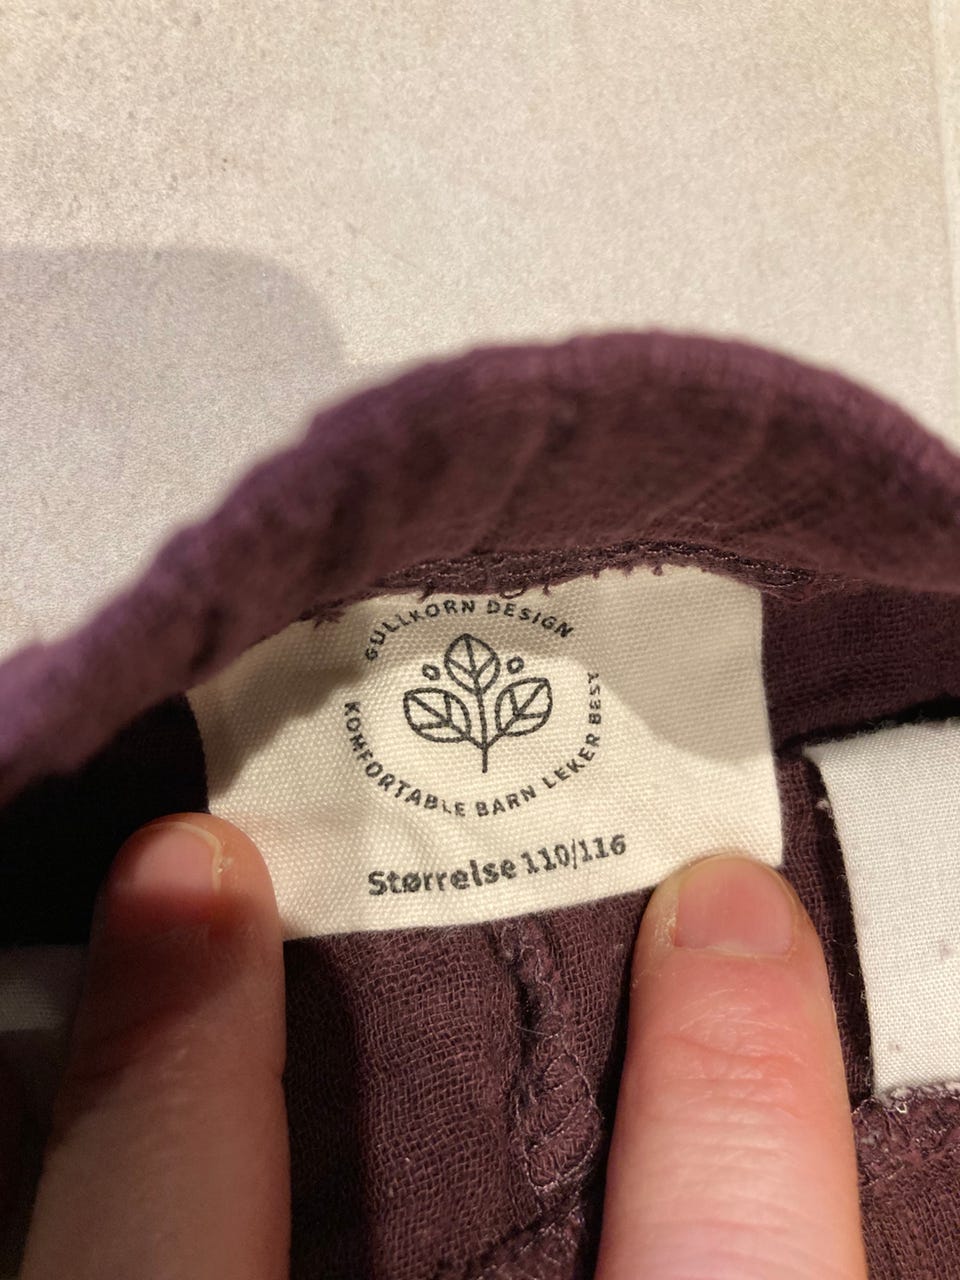 GULLKORN DESIGN
KOMFORTABLE BARN LEKER BEST
Størrelse 110/116